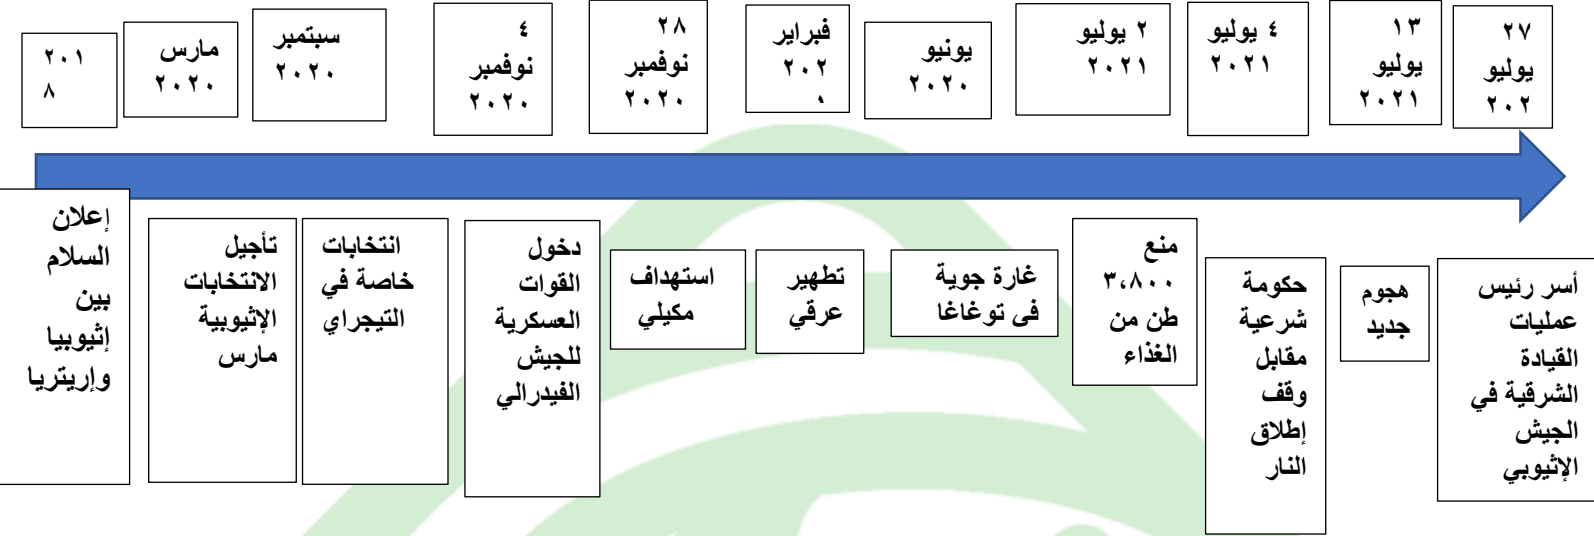 ٢٠١
٨
مارس
٢٠٢٠
سبتمبر
٢٠٢٠
٤
نوفمبر
٢٠٢٠
٢٨
نوفمبر
٢٠٢٠
فبراير
٢٠٢
يونيو
٢٠٢٠
٢ يوليو
٢٠٢١
٤ يوليو
٢٠٢١
١٣
يوليو
٢٠٢١
٢٧
يوليو
٢٠٢
إعلان
السلام
بين
إثيوبيا
وإريتريا
تأجيل
الانتخابات
الإثيوبية
مارس
انتخابات
خاصة في
التيجراي
دخول
القوات
العسكرية
للجيش
الفيدرالي
استهداف
مكيلي
تطهير
عرقي
غارة جوية
فى توغاغا
منع
٣،٨٠٠
طن من
الغذاء
حكومة
شرعية
مقابل
وقف
إطلاق
النار
هجوم
جديد
أسر رئيس
عمليات
القيادة
الشرقية في
الجيش
الإثيوبي